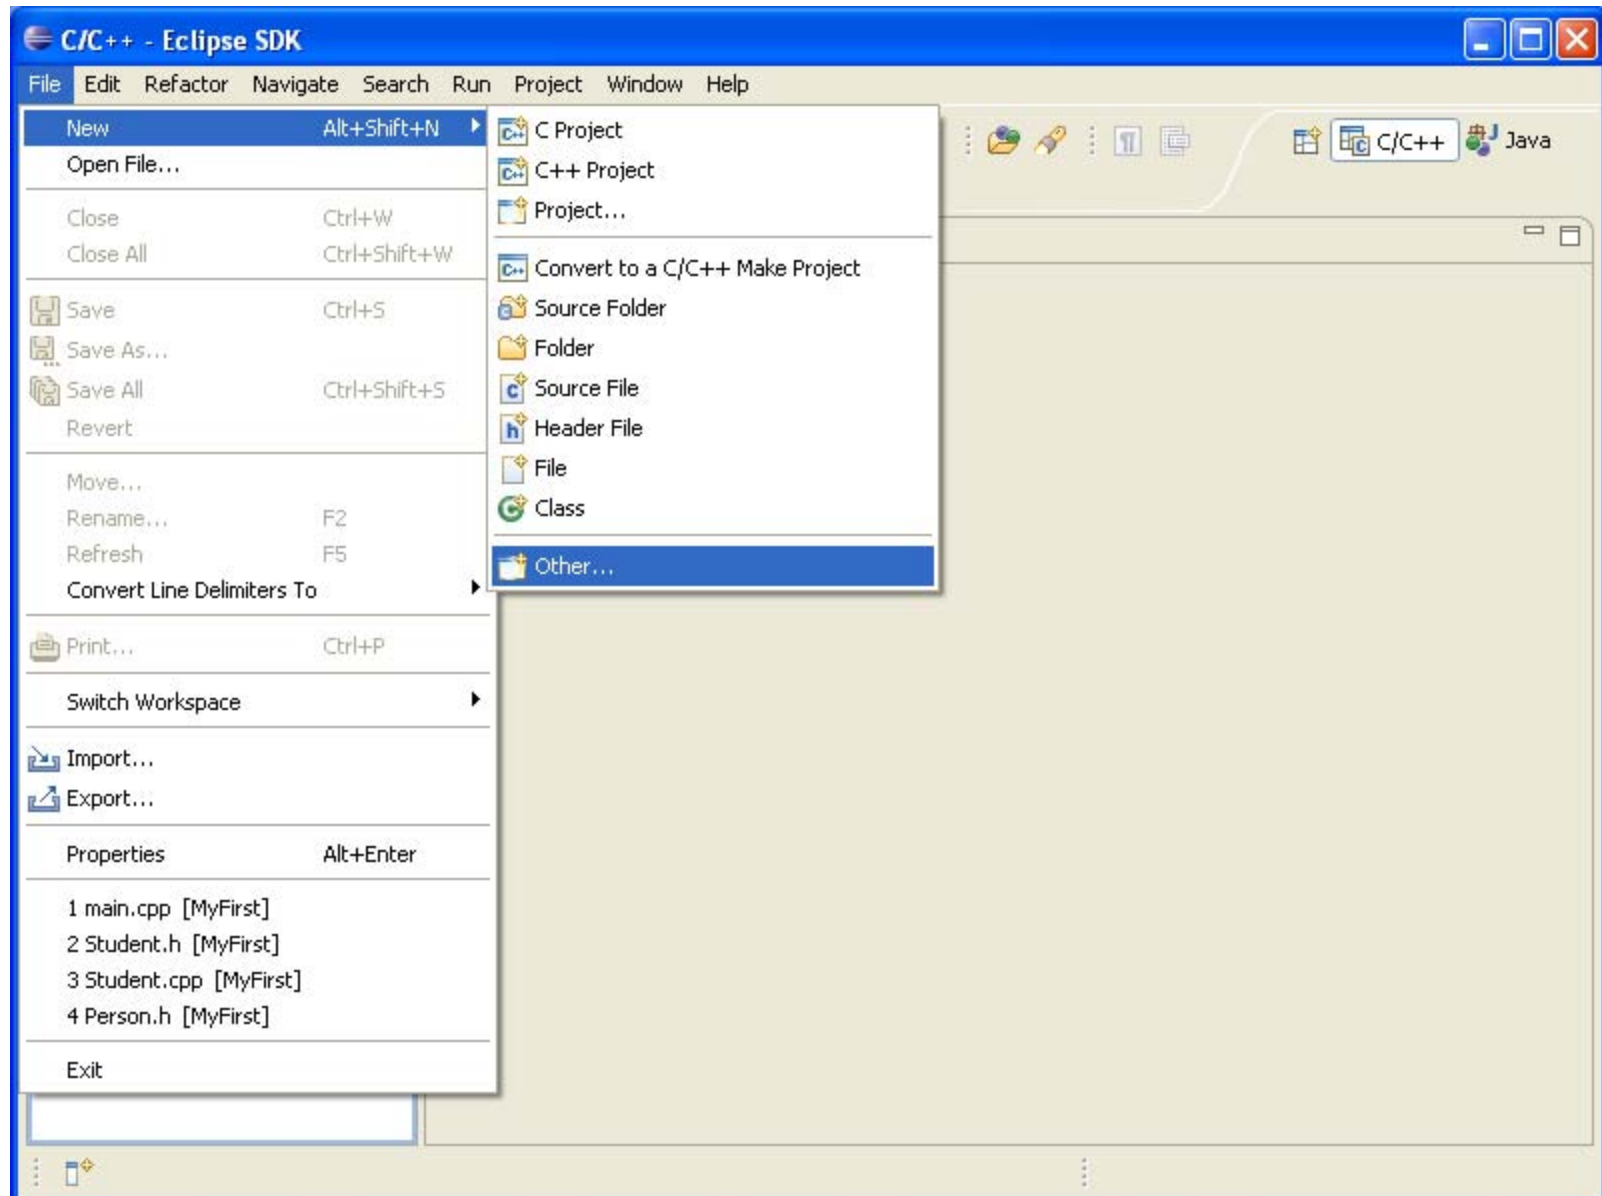 C/C++ - Eclipse SDK
File Edit Refactor Navigate Search Run Project Window Help
New Alt+Shift+N
Open File...
Close Ctrl+W
Close All Ctrl+Shift+W
Save Ctrl+S
Save As...
Save All Ctrl+Shift+S
Revert
Move...
Rename... F2
Refresh F5
Convert Line Delimiters To
Print... Ctrl+P
Switch Workspace
Import...
Export...
Properties Alt+Enter
1 main.cpp [MyFirst]
2 Student.h [MyFirst]
3 Student.cpp [MyFirst]
4 Person.h [MyFirst]
Exit
C Project
C++ Project
Project...
Convert to a C/C++ Make Project
Source Folder
Folder
Source File
Header File
File
Class
Other...
C/C++ Java